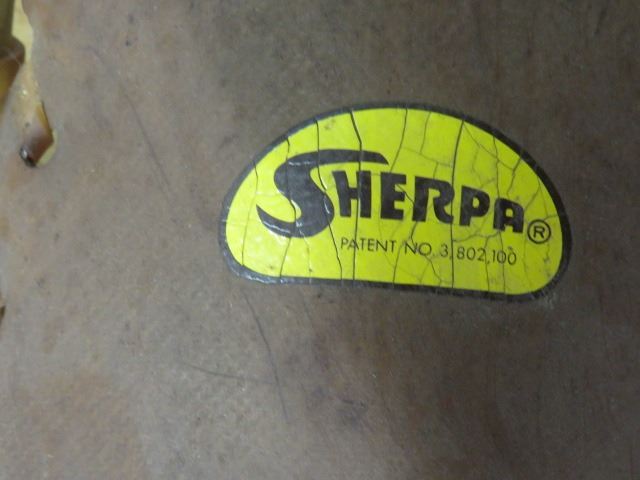 SHERPA®
PATENT NO. 3,802,100